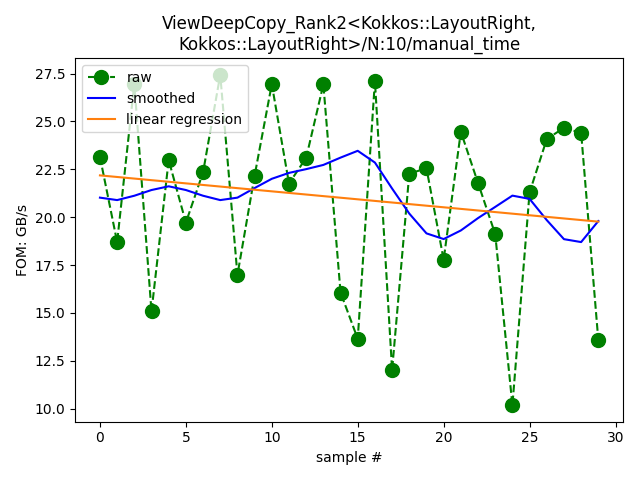 ViewDeepCopy_Rank2<Kokkos::LayoutRight,
Kokkos::LayoutRight>/N:10/manual_time
raw
smoothed
linear regression
FOM: GB/s
27.5
25.0
22.5
20.0
17.5
15.0
12.5
10.0
0 5 10 15 20 25 30
sample #